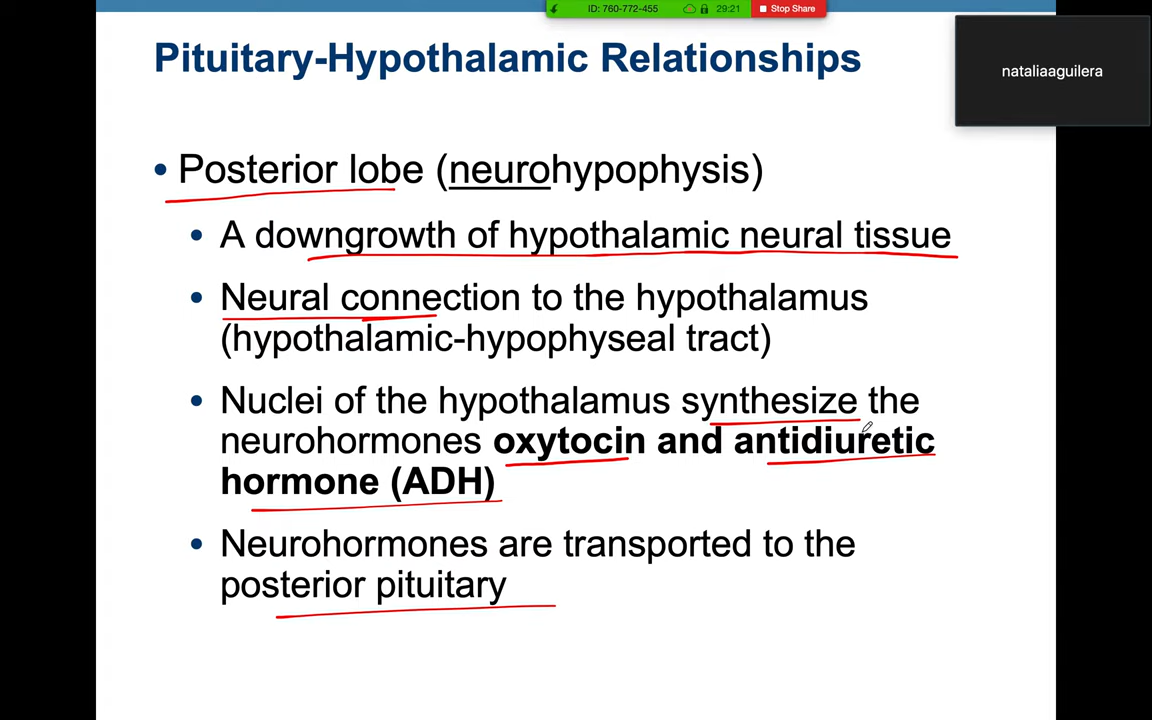 ID: 760-772-455
29:21
Stop Share
Pituitary-Hypothalamic Relationships
nataliaaguilera
• Posterior lobe (neurohypophysis)
• A downgrowth of hypothalamic neural tissue
• Neural connection to the hypothalamus
(hypothalamic-hypophyseal tract)
• Nuclei of the hypothalamus synthesize the
neurohormones oxytocin and antidiuretic
hormone (ADH)
• Neurohormones are transported to the
posterior pituitary